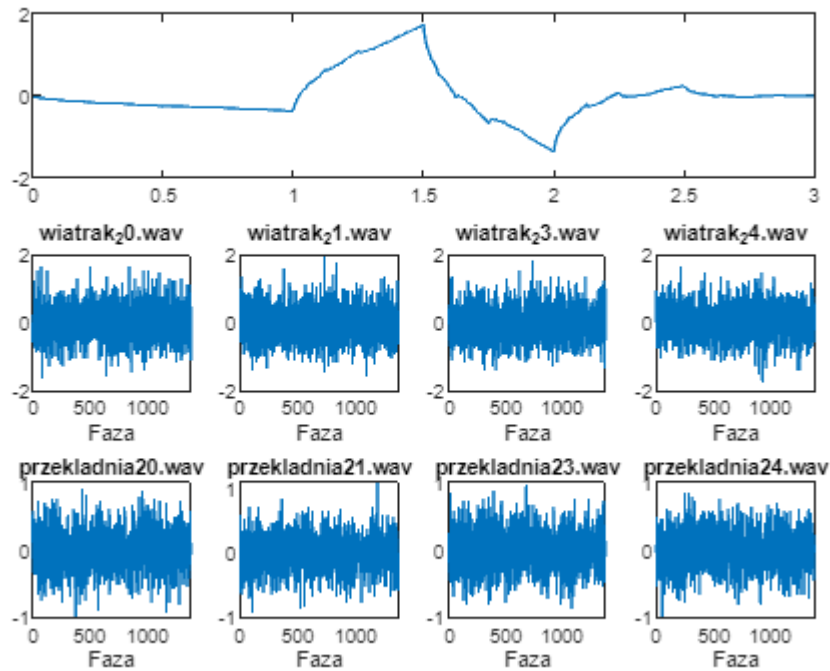 2
0
-2
0 0.5 1 1.5 2 2.5 3
wiatrak₂0.wav wiatrak₂1.wav wiatrak₂3.wav wiatrak₂4.wav
2 2 2 2
0 0 0 0
-2 -2 -2 -2
0 500 1000 0 500 1000 0 500 1000 0 500 1000
Faza Faza Faza Faza
przekladnia20.wav przekladnia21.wav przekladnia23.wav przekladnia24.wav
1 1 1 1
0 0 0 0
-1 -1 -1 -1
0 500 1000 0 500 1000 0 500 1000 0 500 1000
Faza Faza Faza Faza